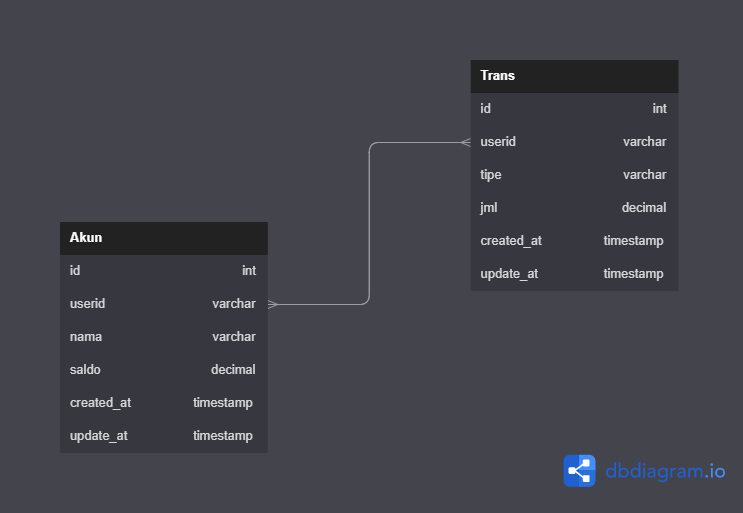 Trans
id int
userid varchar
tipe varchar
jml decimal
created_at timestamp
update_at timestamp
Akun
id int
userid varchar
nama varchar
saldo decimal
created_at timestamp
update_at timestamp
dbdiagram.io